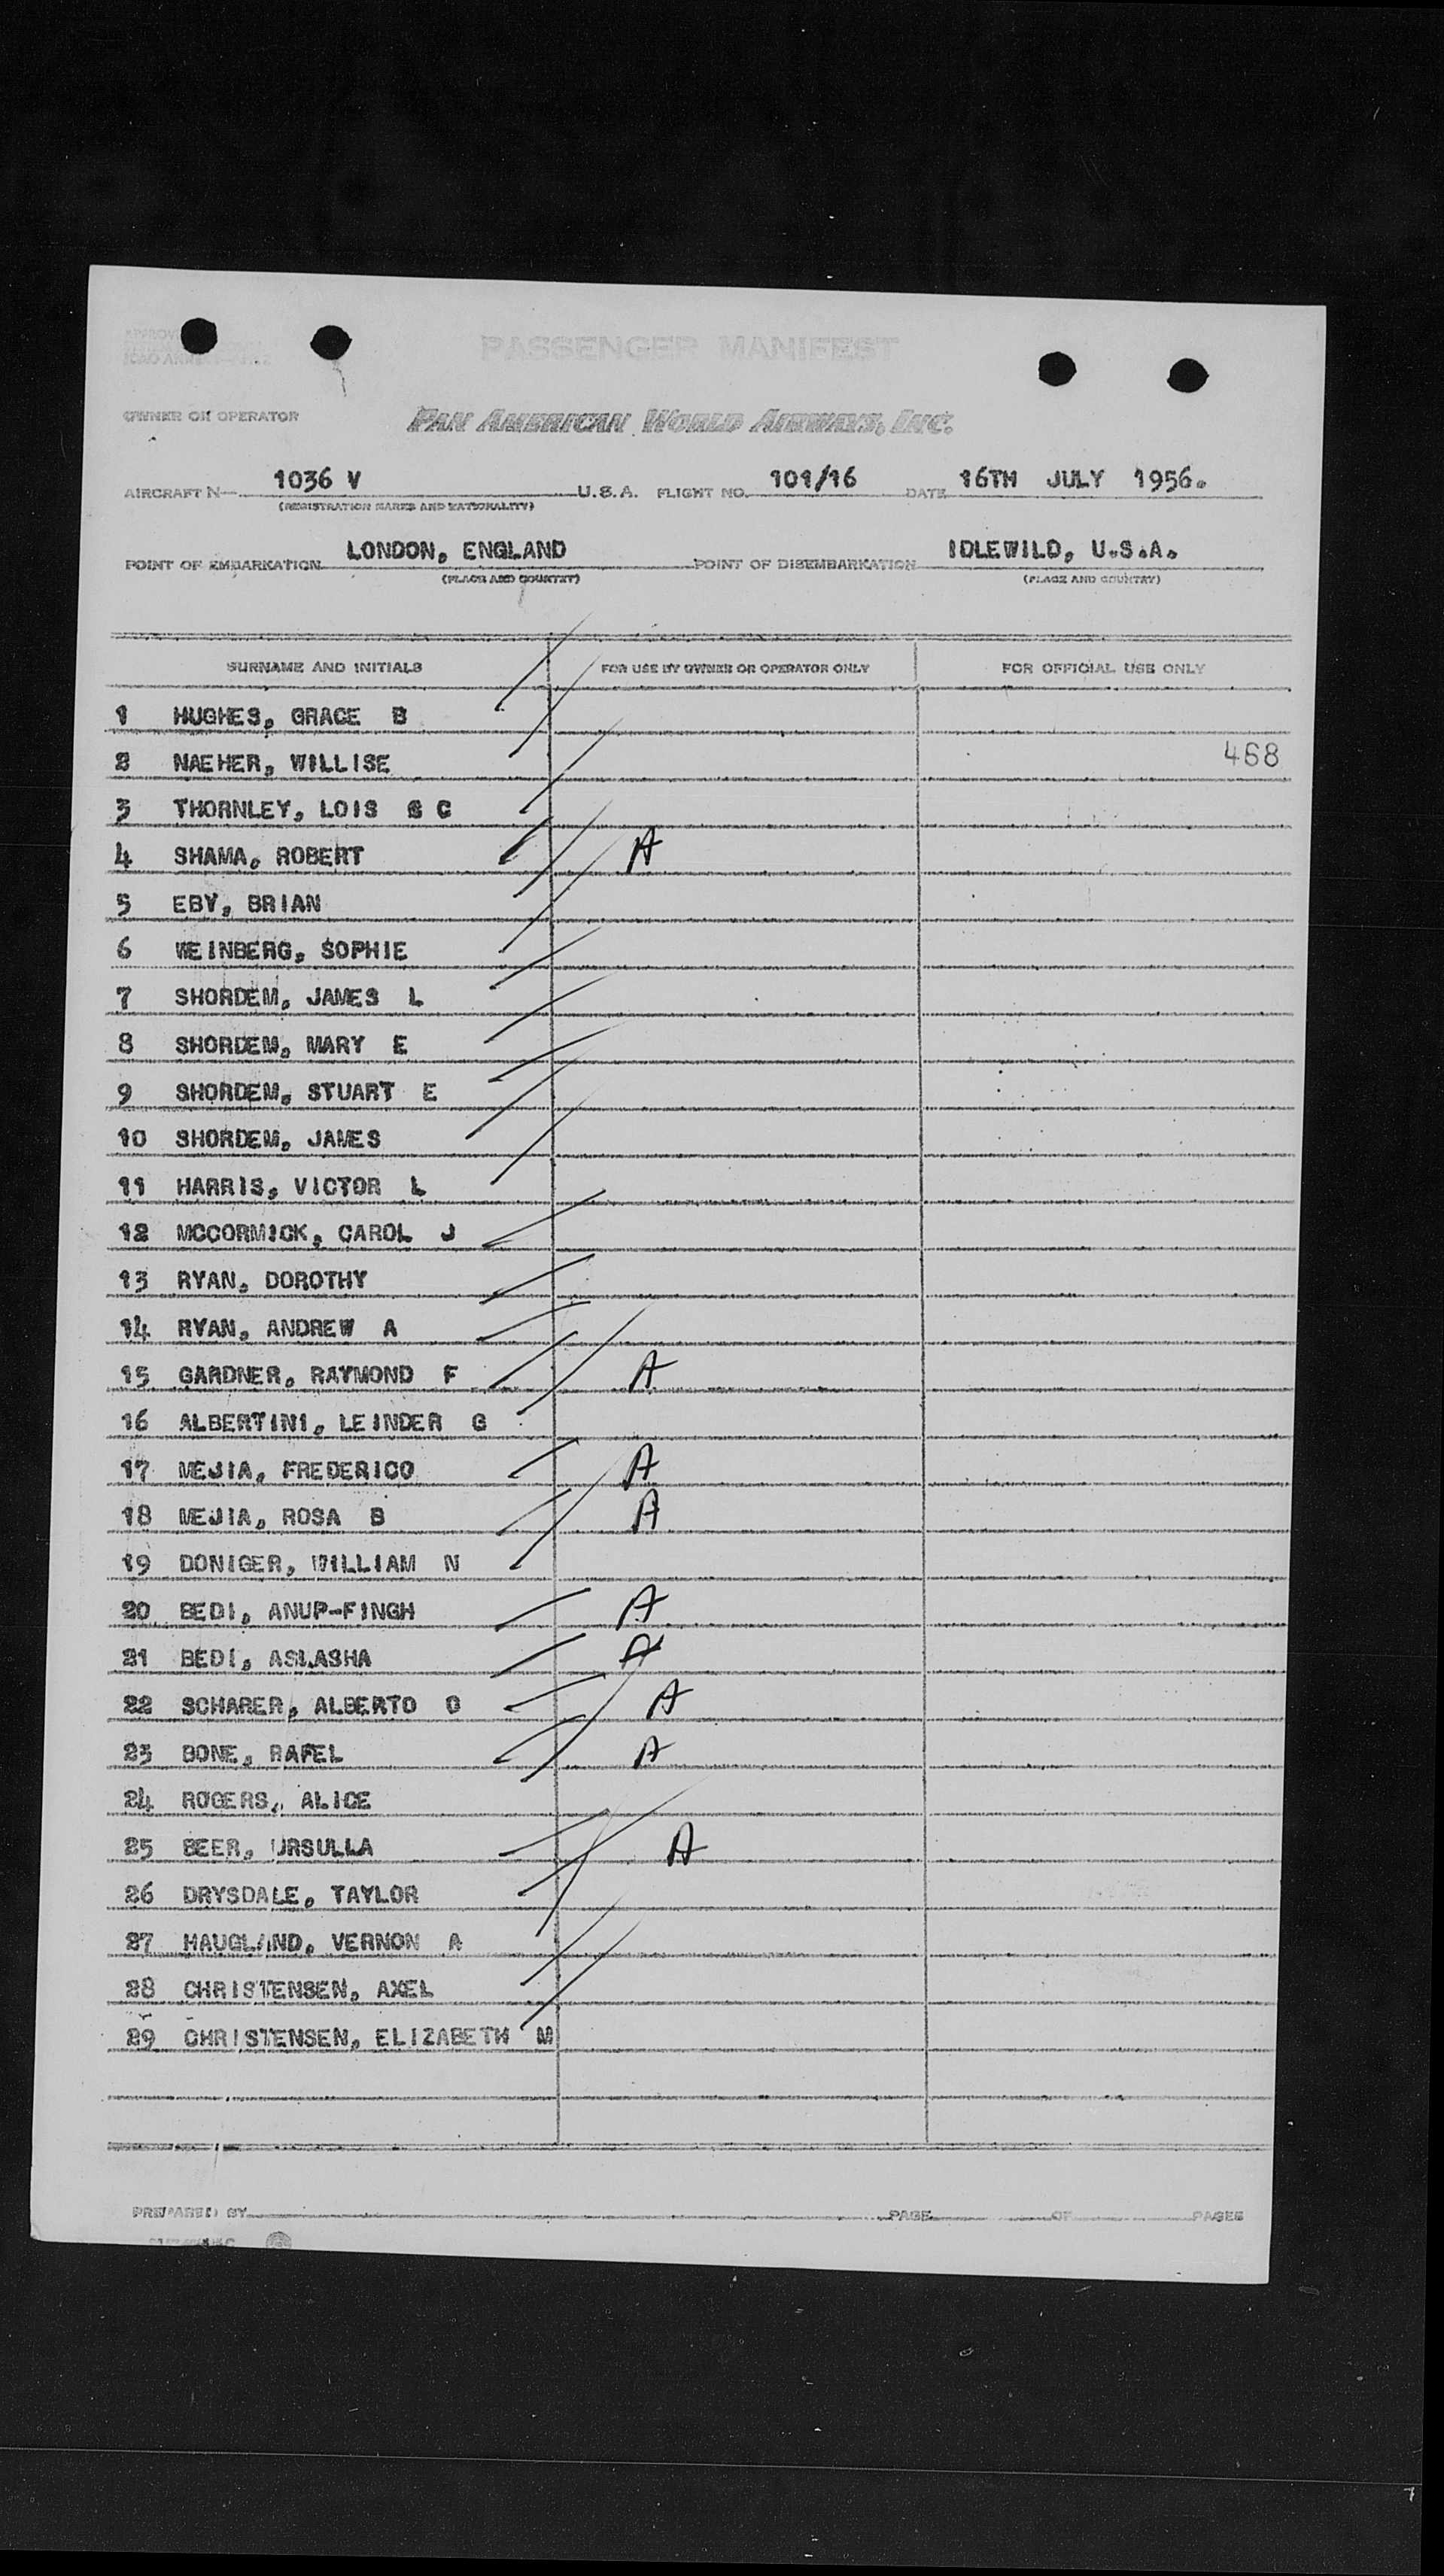 PASSENGER MANIFEST
OWNER OR OPERATOR PAN AMERICAN WORLD AIRWAYS, INC.
AIRCRAFT N— 1036 V U.S.A. FLIGHT NO. 101/16 DATE 16TH JULY 1956.
(REGISTRATION MARKS AND NATIONALITY)
POINT OF EMBARKATION LONDON, ENGLAND POINT OF DISEMBARKATION IDLEWILD, U.S.A.
(PLACE AND COUNTRY) (PLACE AND COUNTRY)
SURNAME AND INITIALS FOR USE BY OWNER OR OPERATOR ONLY FOR OFFICIAL USE ONLY
1 HUGHES, GRACE B
2 NAEHER, WILLISE 468
3 THORNLEY, LOIS S C
4 SHAMA, ROBERT A
5 EBY, BRIAN
6 WEINBERG, SOPHIE
7 SHORDEM, JAMES L
8 SHORDEM, MARY E
9 SHORDEM, STUART E
10 SHORDEM, JAMES
11 HARRIS, VICTOR L
12 MCCORMICK, CAROL J
13 RYAN, DOROTHY
14 RYAN, ANDREW A
15 GARDNER, RAYMOND F A
16 ALBERTINI, LEINDER G
17 MEJIA, FREDERICO A
18 MEJIA, ROSA B A
19 DONIGER, WILLIAM N
20 BEDI, ANUP-FINGH A
21 BEDI, ASLASHA A
22 SCHARER, ALBERTO O A
23 BONE, RAFEL A
24 ROGERS, ALICE
25 BEER, URSULLA A
26 DRYSDALE, TAYLOR
27 HAUGLAND, VERNON A
28 CHRISTENSEN, AXEL
29 CHRISTENSEN, ELIZABETH M
PREPARED BY PAGE OF PAGES